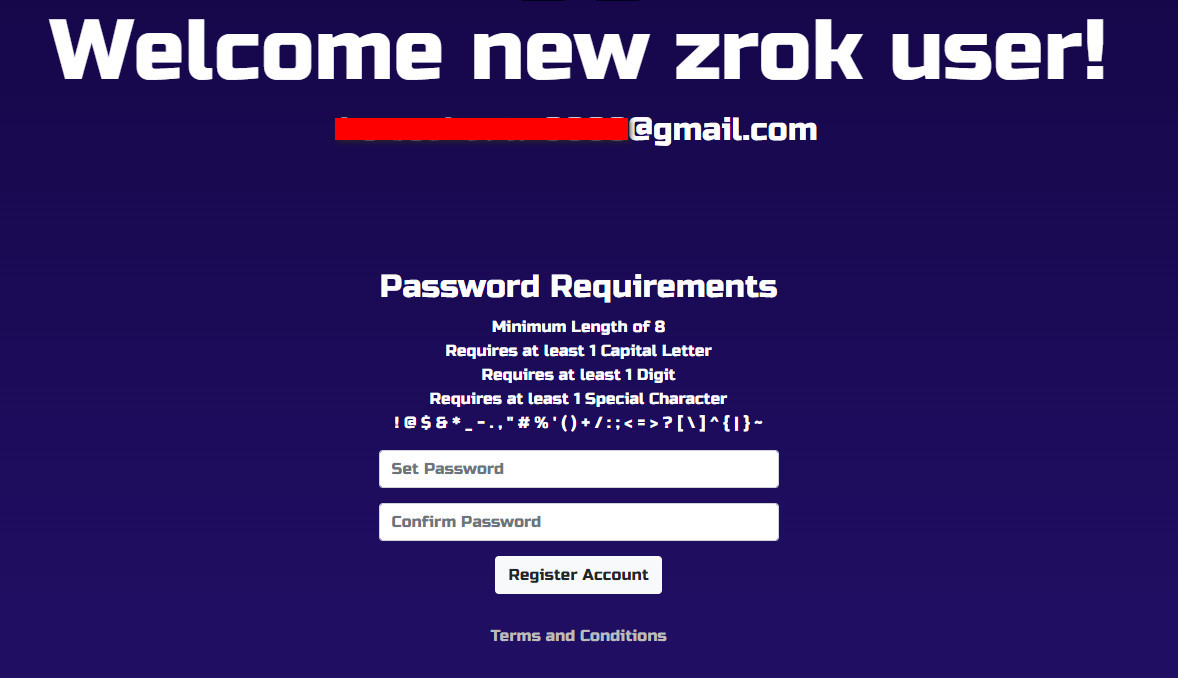 Welcome new zrok user!
@gmail.com
Password Requirements
Minimum Length of 8
Requires at least 1 Capital Letter
Requires at least 1 Digit
Requires at least 1 Special Character
! @ $ & * _ - . , " # % ' ( ) + / : ; < = > ? [ \ ] ^ { | } ~
Set Password
Confirm Password
Register Account
Terms and Conditions